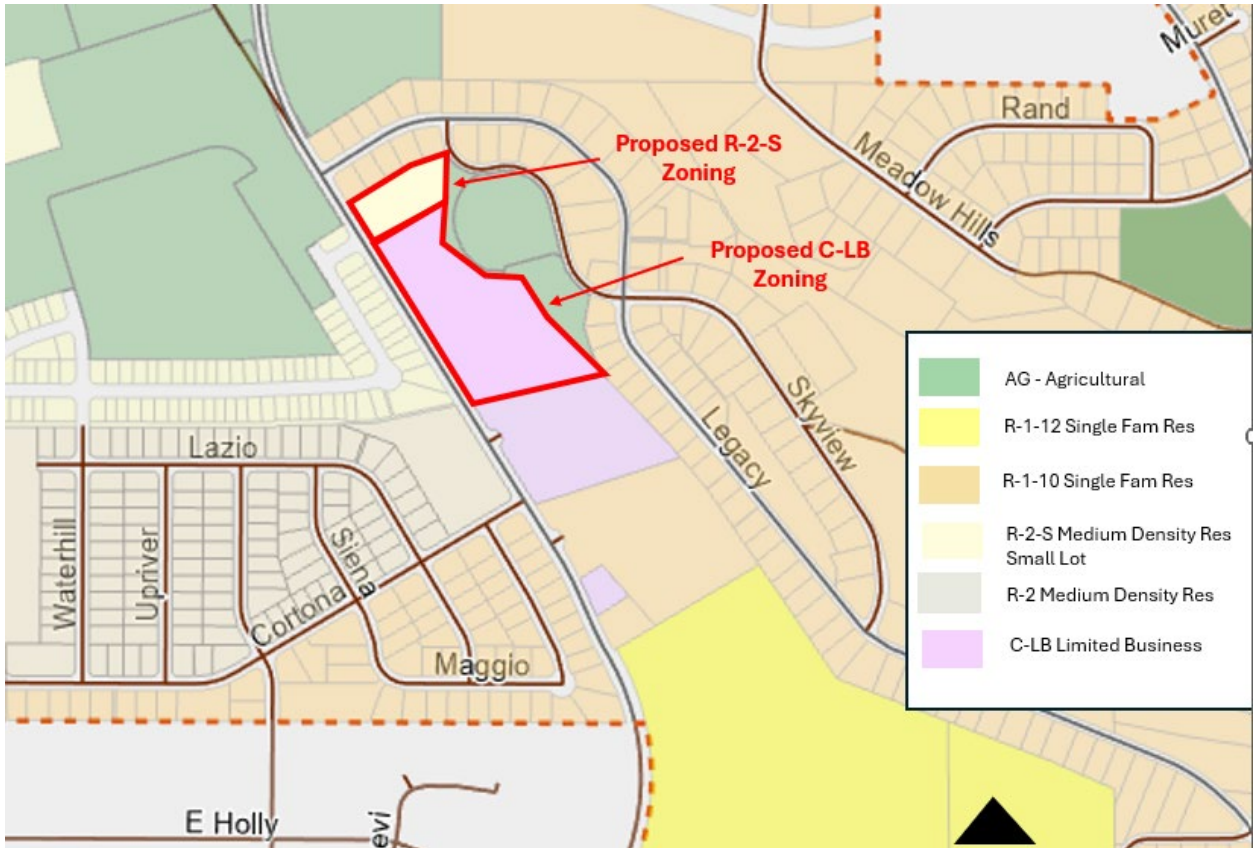 Muret
Rand
Proposed R-2-S
Zoning
Meadow Hills
Proposed C-LB
Zoning
AG - Agricultural
R-1-12 Single Fam Res
R-1-10 Single Fam Res
R-2-S Medium Density Res
Small Lot
R-2 Medium Density Res
C-LB Limited Business
Skyview
Legacy
Lazio
Waterhill
Upriver
Siena
Cortona
Maggio
E Holly
evi